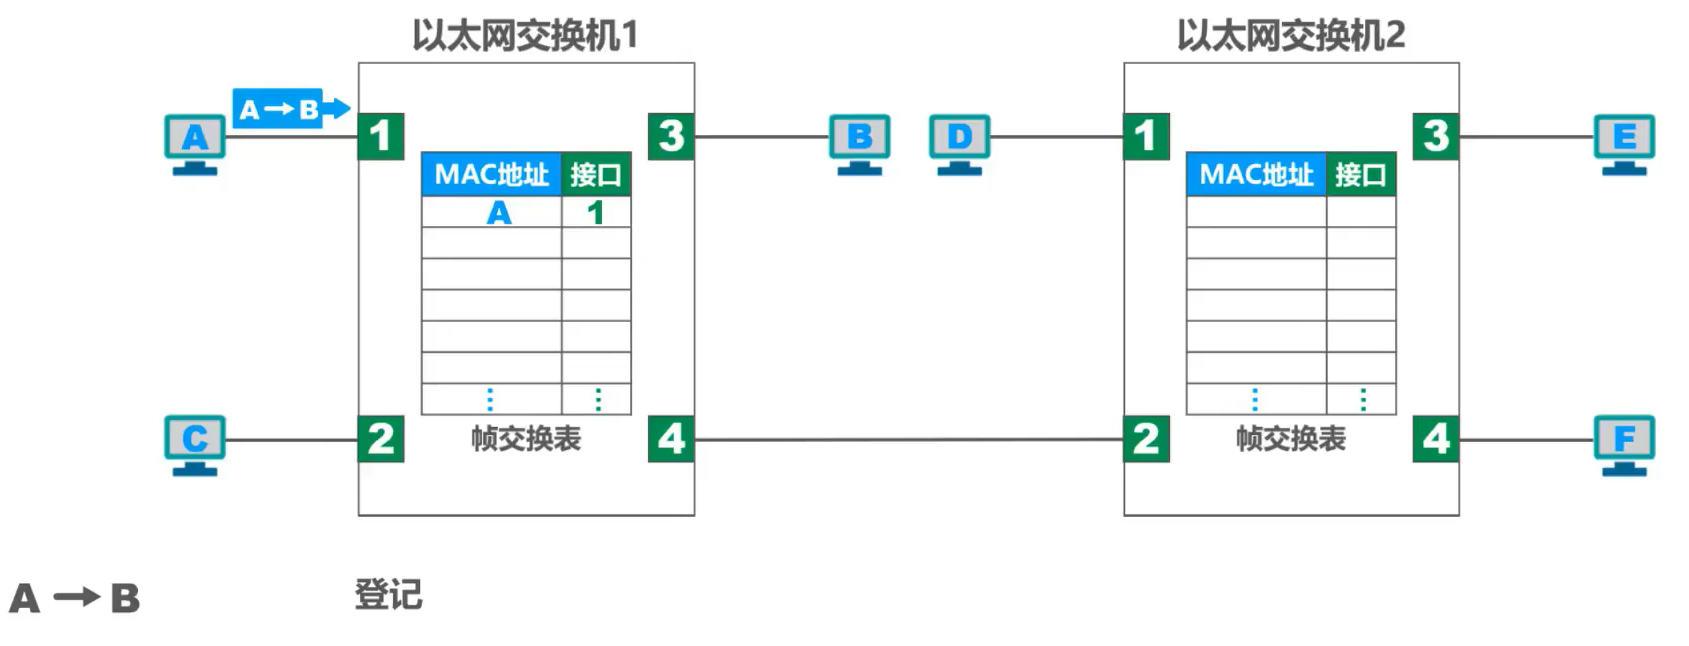 以太网交换机1
以太网交换机2
A→B
A
1
3
B
D
1
3
E
MAC地址 接口
A 1
⋮ ⋮
MAC地址 接口
⋮ ⋮
C
2
帧交换表
4
2
帧交换表
4
F
A → B
登记